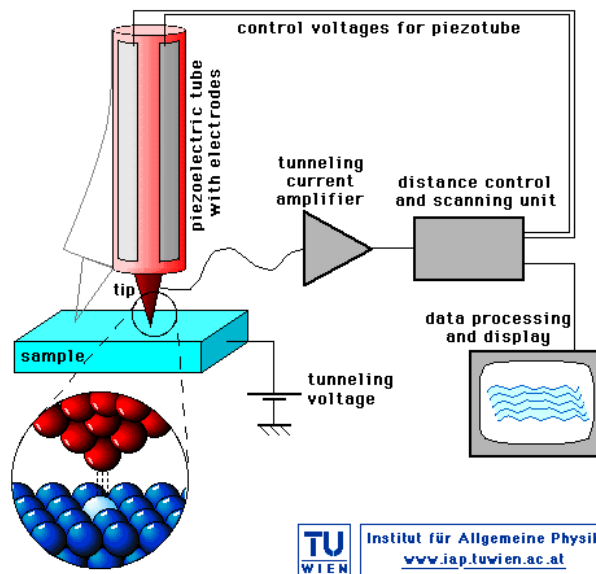 control voltages for piezotube
piezoelectric tube
with electrodes
tunneling
current
amplifier
distance control
and scanning unit
tip
sample
tunneling
voltage
data processing
and display
TU
WIEN
Institut für Allgemeine Physik
www.iap.tuwien.ac.at